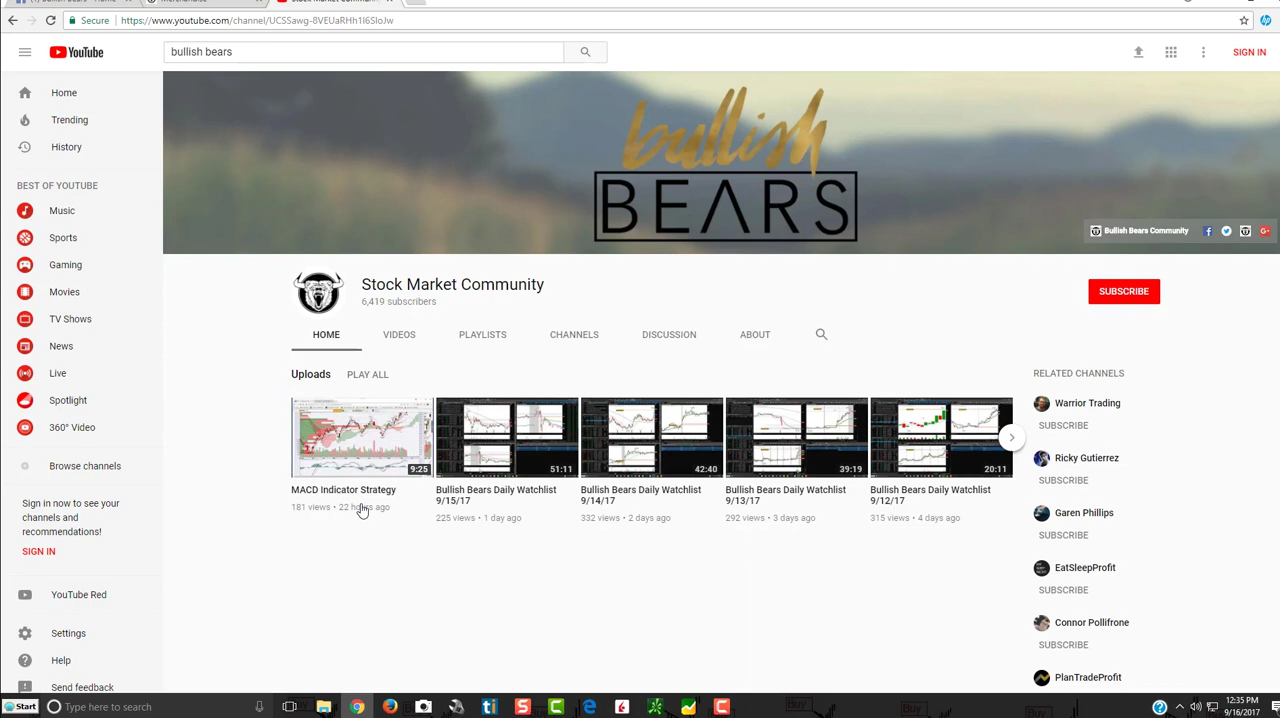 Secure https://www.youtube.com/channel/UCSSawg-8VEUaRHh1I6SloJw
YouTube
bullish bears
SIGN IN
Home
Trending
History
BEST OF YOUTUBE
Music
Sports
Gaming
Movies
TV Shows
News
Live
Spotlight
360° Video
Browse channels
Sign in now to see your
channels and
recommendations!
SIGN IN
YouTube Red
Settings
Help
Send feedback
bullish
BEARS
Bullish Bears Community
Stock Market Community
6,419 subscribers
SUBSCRIBE
HOME VIDEOS PLAYLISTS CHANNELS DISCUSSION ABOUT
Uploads PLAY ALL
9:25
MACD Indicator Strategy
181 views • 22 hours ago
51:11
Bullish Bears Daily Watchlist
9/15/17
225 views • 1 day ago
42:40
Bullish Bears Daily Watchlist
9/14/17
332 views • 2 days ago
39:19
Bullish Bears Daily Watchlist
9/13/17
292 views • 3 days ago
20:11
Bullish Bears Daily Watchlist
9/12/17
315 views • 4 days ago
RELATED CHANNELS
Warrior Trading
SUBSCRIBE
Ricky Gutierrez
SUBSCRIBE
Garen Phillips
SUBSCRIBE
EatSleepProfit
SUBSCRIBE
Connor Pollifrone
SUBSCRIBE
PlanTradeProfit
Start
Type here to search
12:35 PM
9/16/2017